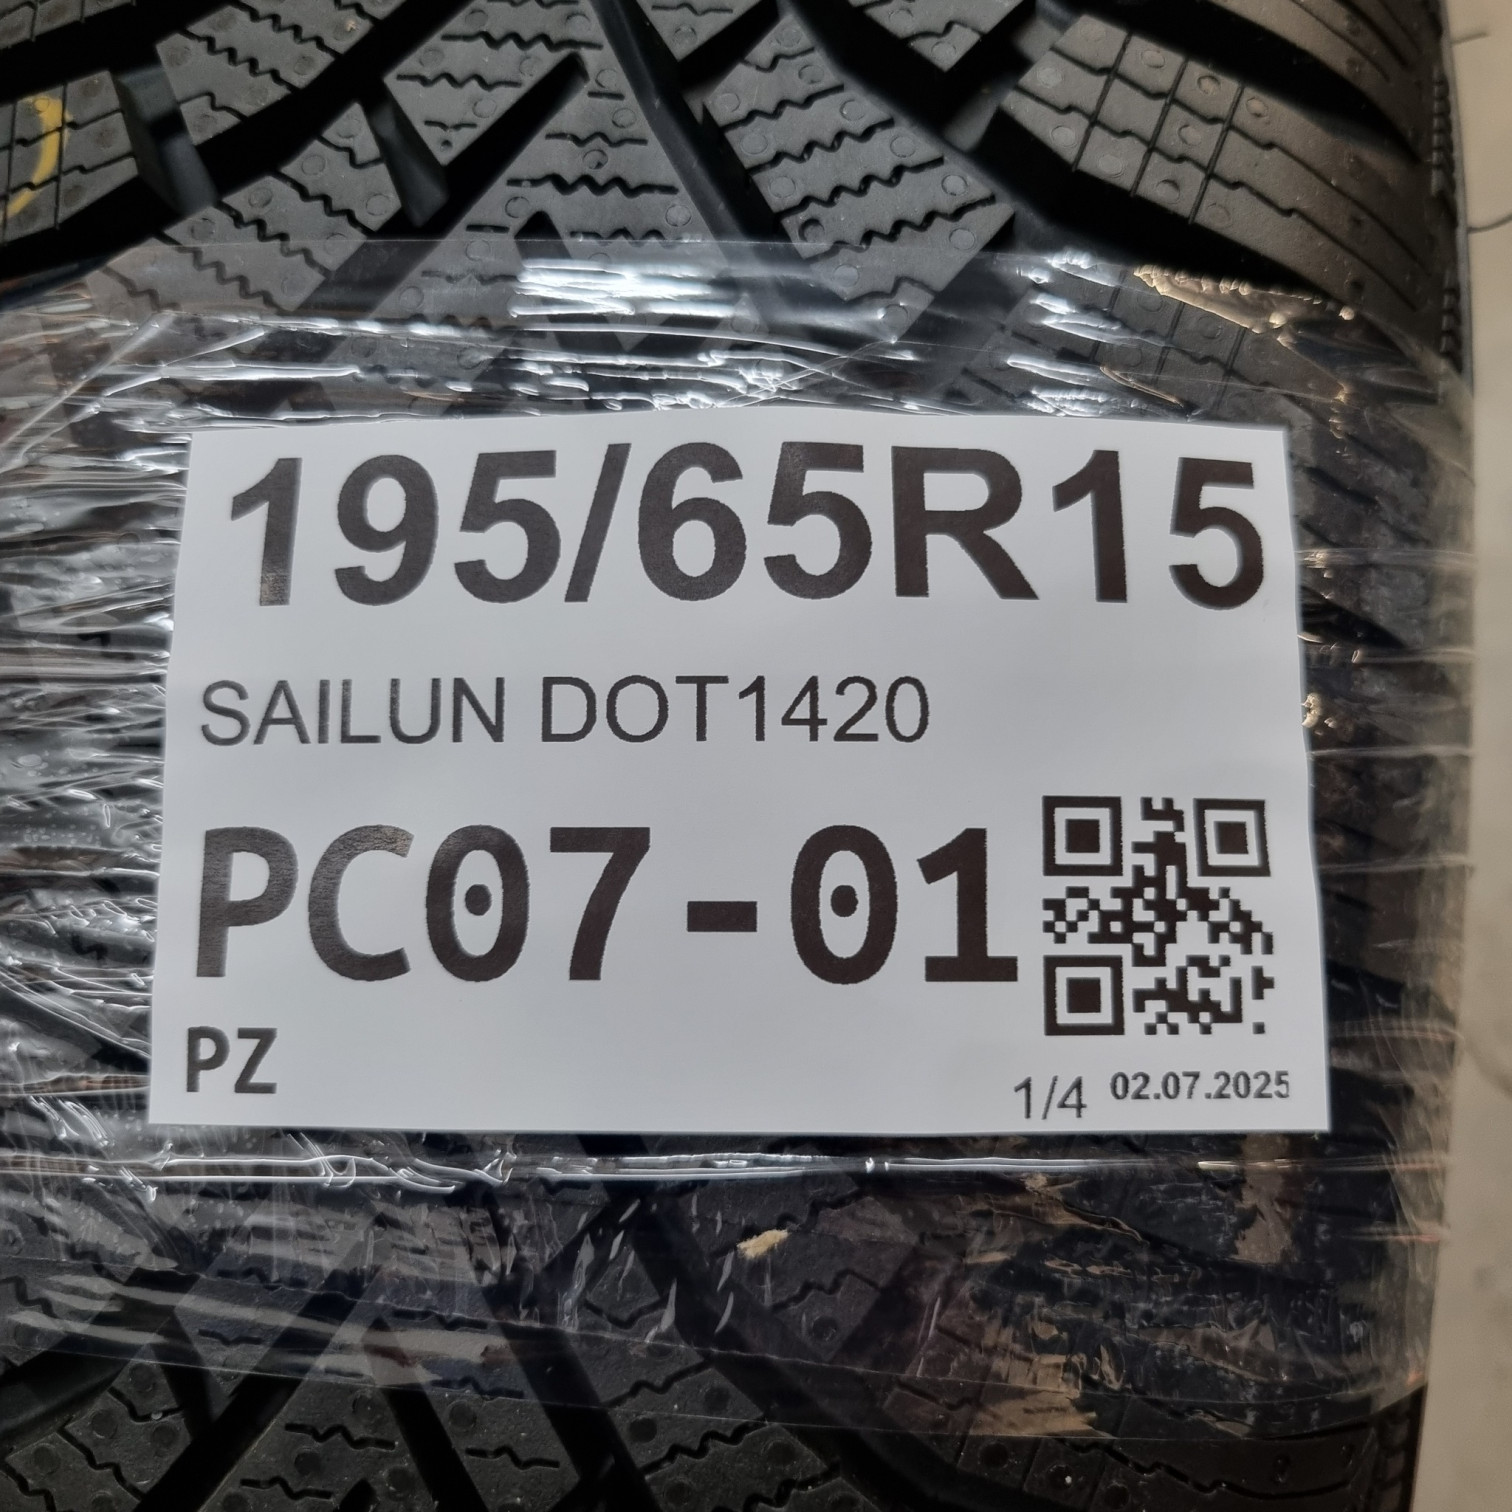 195/65R15
SAILUN DOT1420
PC07-01
PZ
1/4 02.07.2025